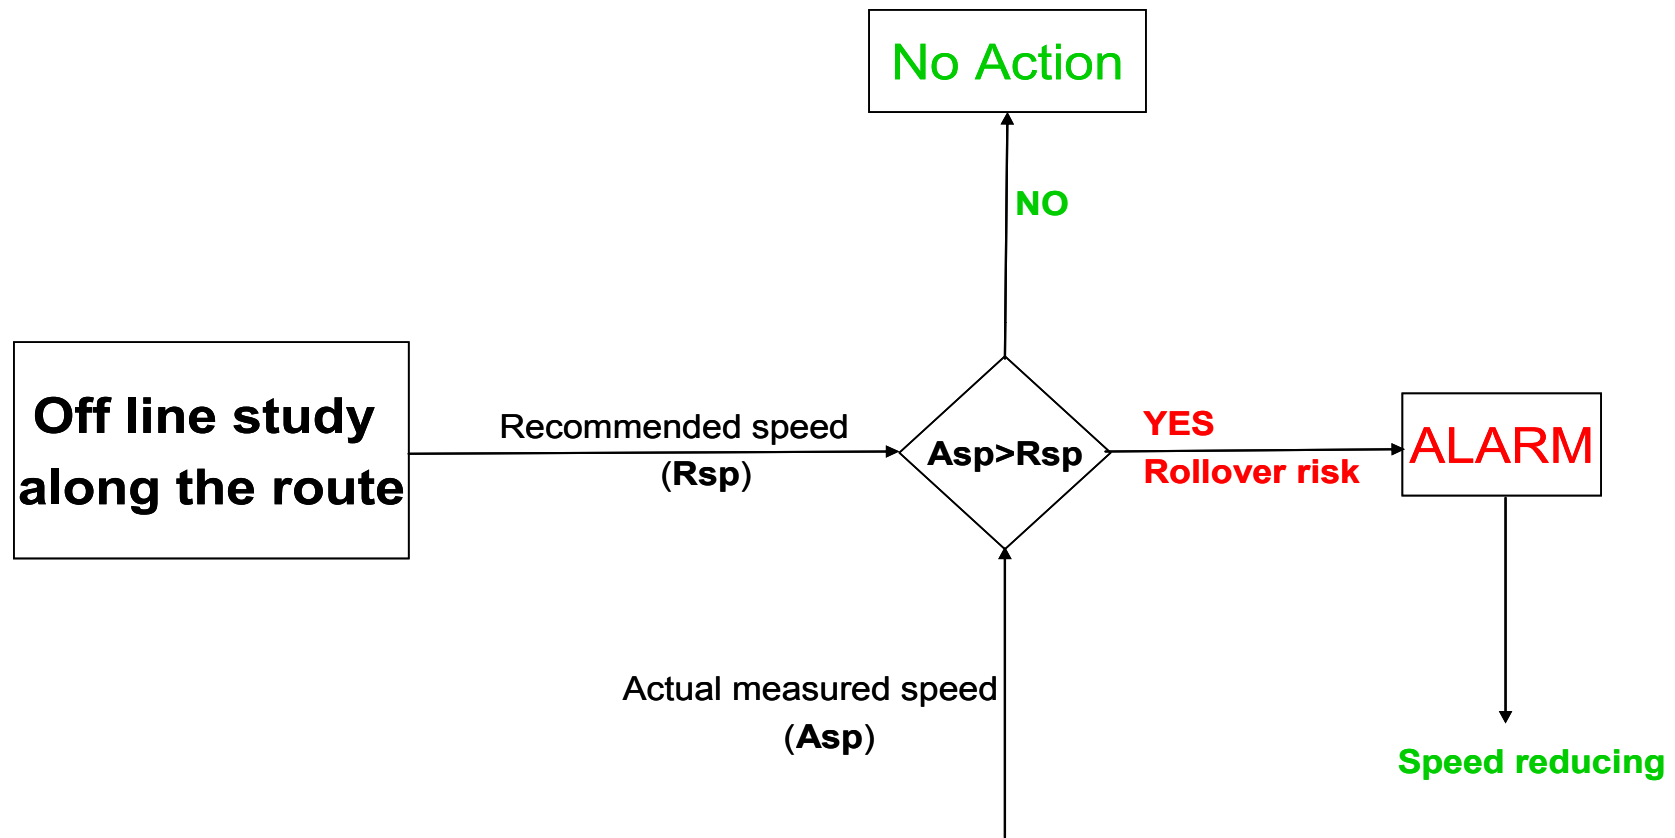 No Action
NO
Off line study
along the route
Recommended speed
(Rsp)
Asp>Rsp
YES
Rollover risk
ALARM
Actual measured speed
(Asp)
Speed reducing